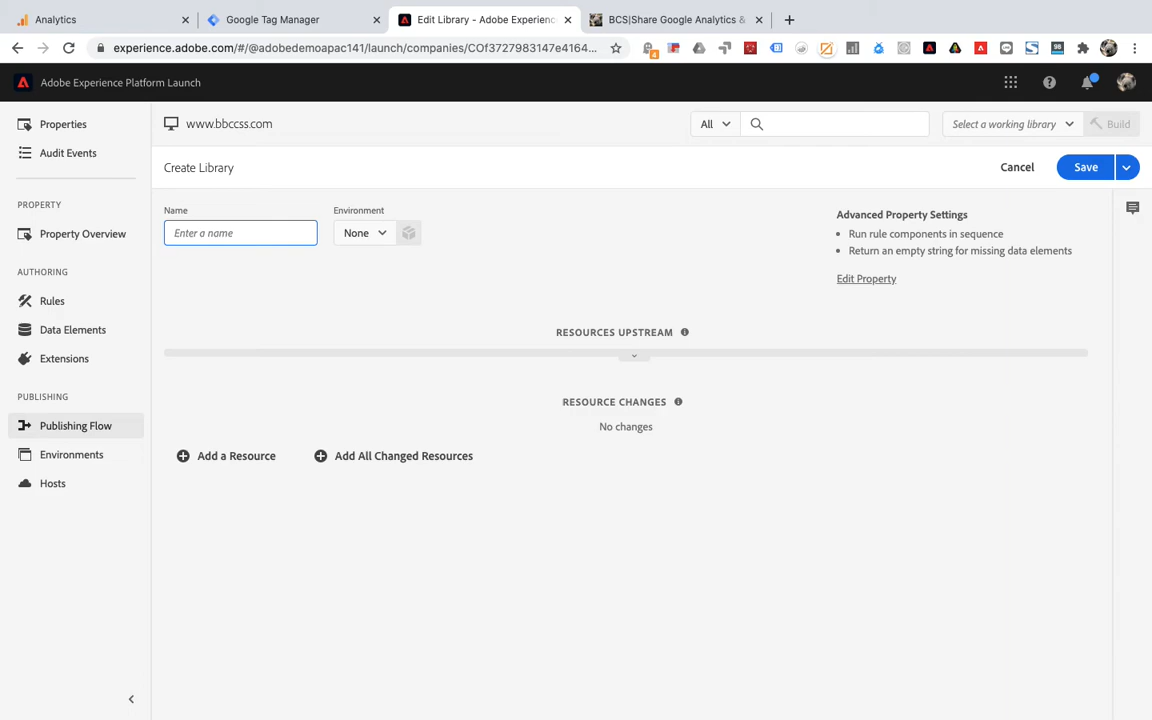 Analytics
Google Tag Manager
Edit Library - Adobe Experienc
BCS|Share Google Analytics &
experience.adobe.com/#/@adobedemoapac141/launch/companies/COf3727983147e4164...
4
98
Adobe Experience Platform Launch
Properties
Audit Events
PROPERTY
Property Overview
AUTHORING
Rules
Data Elements
Extensions
PUBLISHING
Publishing Flow
Environments
Hosts
www.bbccss.com
All
Select a working library
Build
Create Library
Cancel
Save
Name
Enter a name
Environment
None
Advanced Property Settings
• Run rule components in sequence
• Return an empty string for missing data elements
Edit Property
RESOURCES UPSTREAM
RESOURCE CHANGES
No changes
Add a Resource
Add All Changed Resources